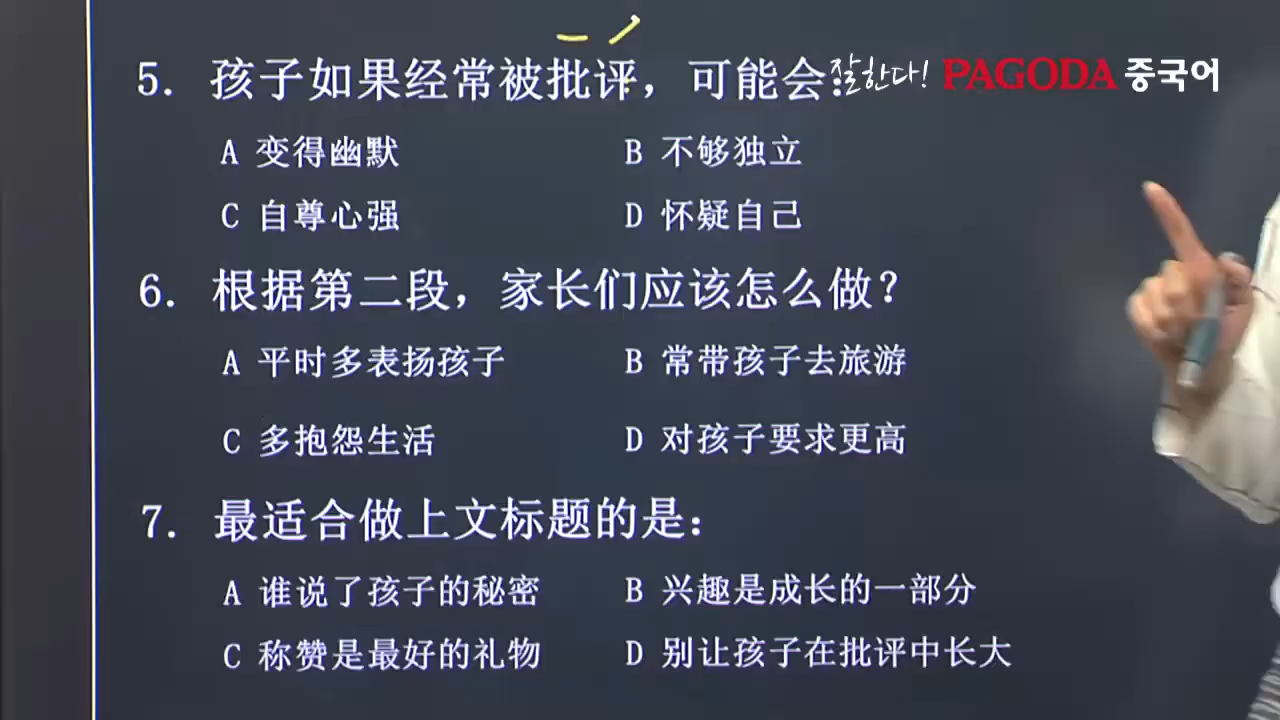 5. 孩子如果经常被批评，可能会：
잘한다! PAGODA 중국어
A 变得幽默 B 不够独立
C 自尊心强 D 怀疑自己
6. 根据第二段，家长们应该怎么做？
A 平时多表扬孩子 B 常带孩子去旅游
C 多抱怨生活 D 对孩子要求更高
7. 最适合做上文标题的是：
A 谁说了孩子的秘密 B 兴趣是成长的一部分
C 称赞是最好的礼物 D 别让孩子在批评中长大